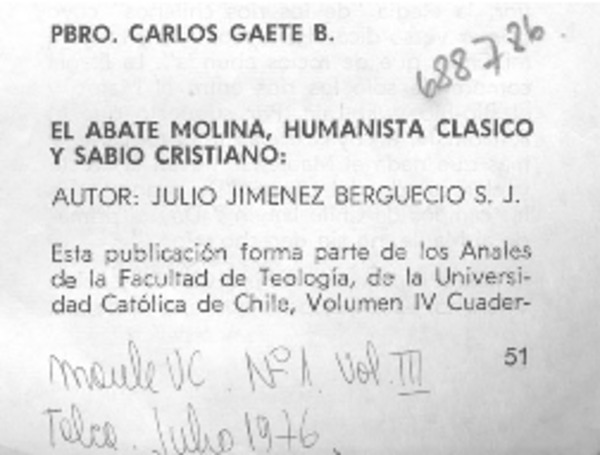 PBRO. CARLOS GAETE B.
688726.
EL ABATE MOLINA, HUMANISTA CLASICO
Y SABIO CRISTIANO:
AUTOR: JULIO JIMENEZ BERGUECIO S. J.
Esta publicación forma parte de los Anales
de la Facultad de Teología, de la Universi-
dad Católica de Chile, Volumen IV Cuader-
51
Maule UC. Nº 1. Vol. III
Talca. Julio 1976.